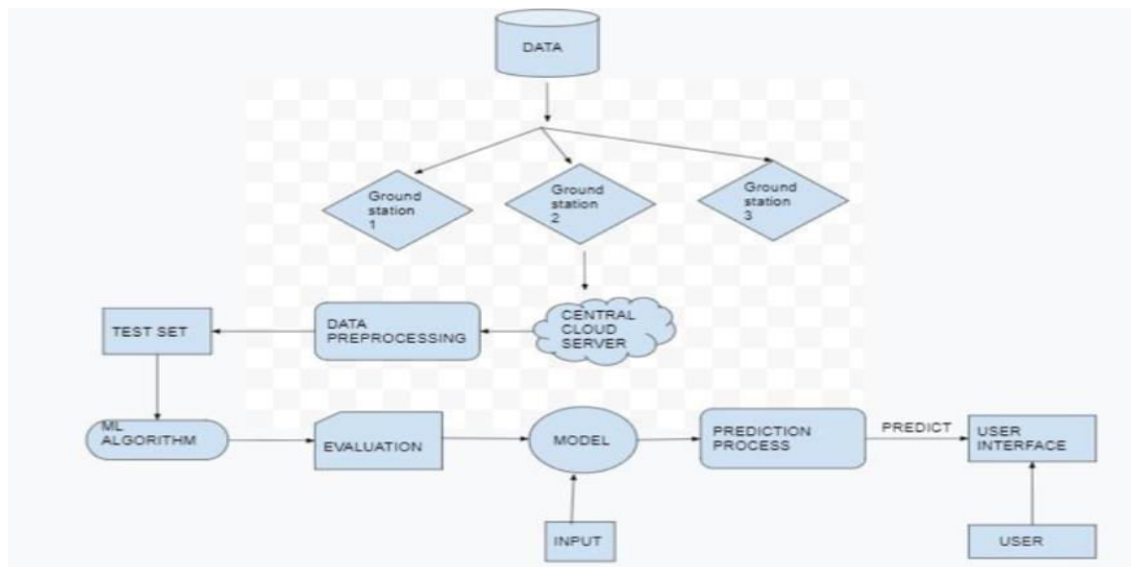 DATA
Ground
station
1
Ground
station
2
Ground
station
3
CENTRAL
CLOUD
SERVER
DATA
PREPROCESSING
TEST SET
ML
ALGORITHM
EVALUATION
MODEL
PREDICTION
PROCESS
PREDICT
USER
INTERFACE
INPUT
USER